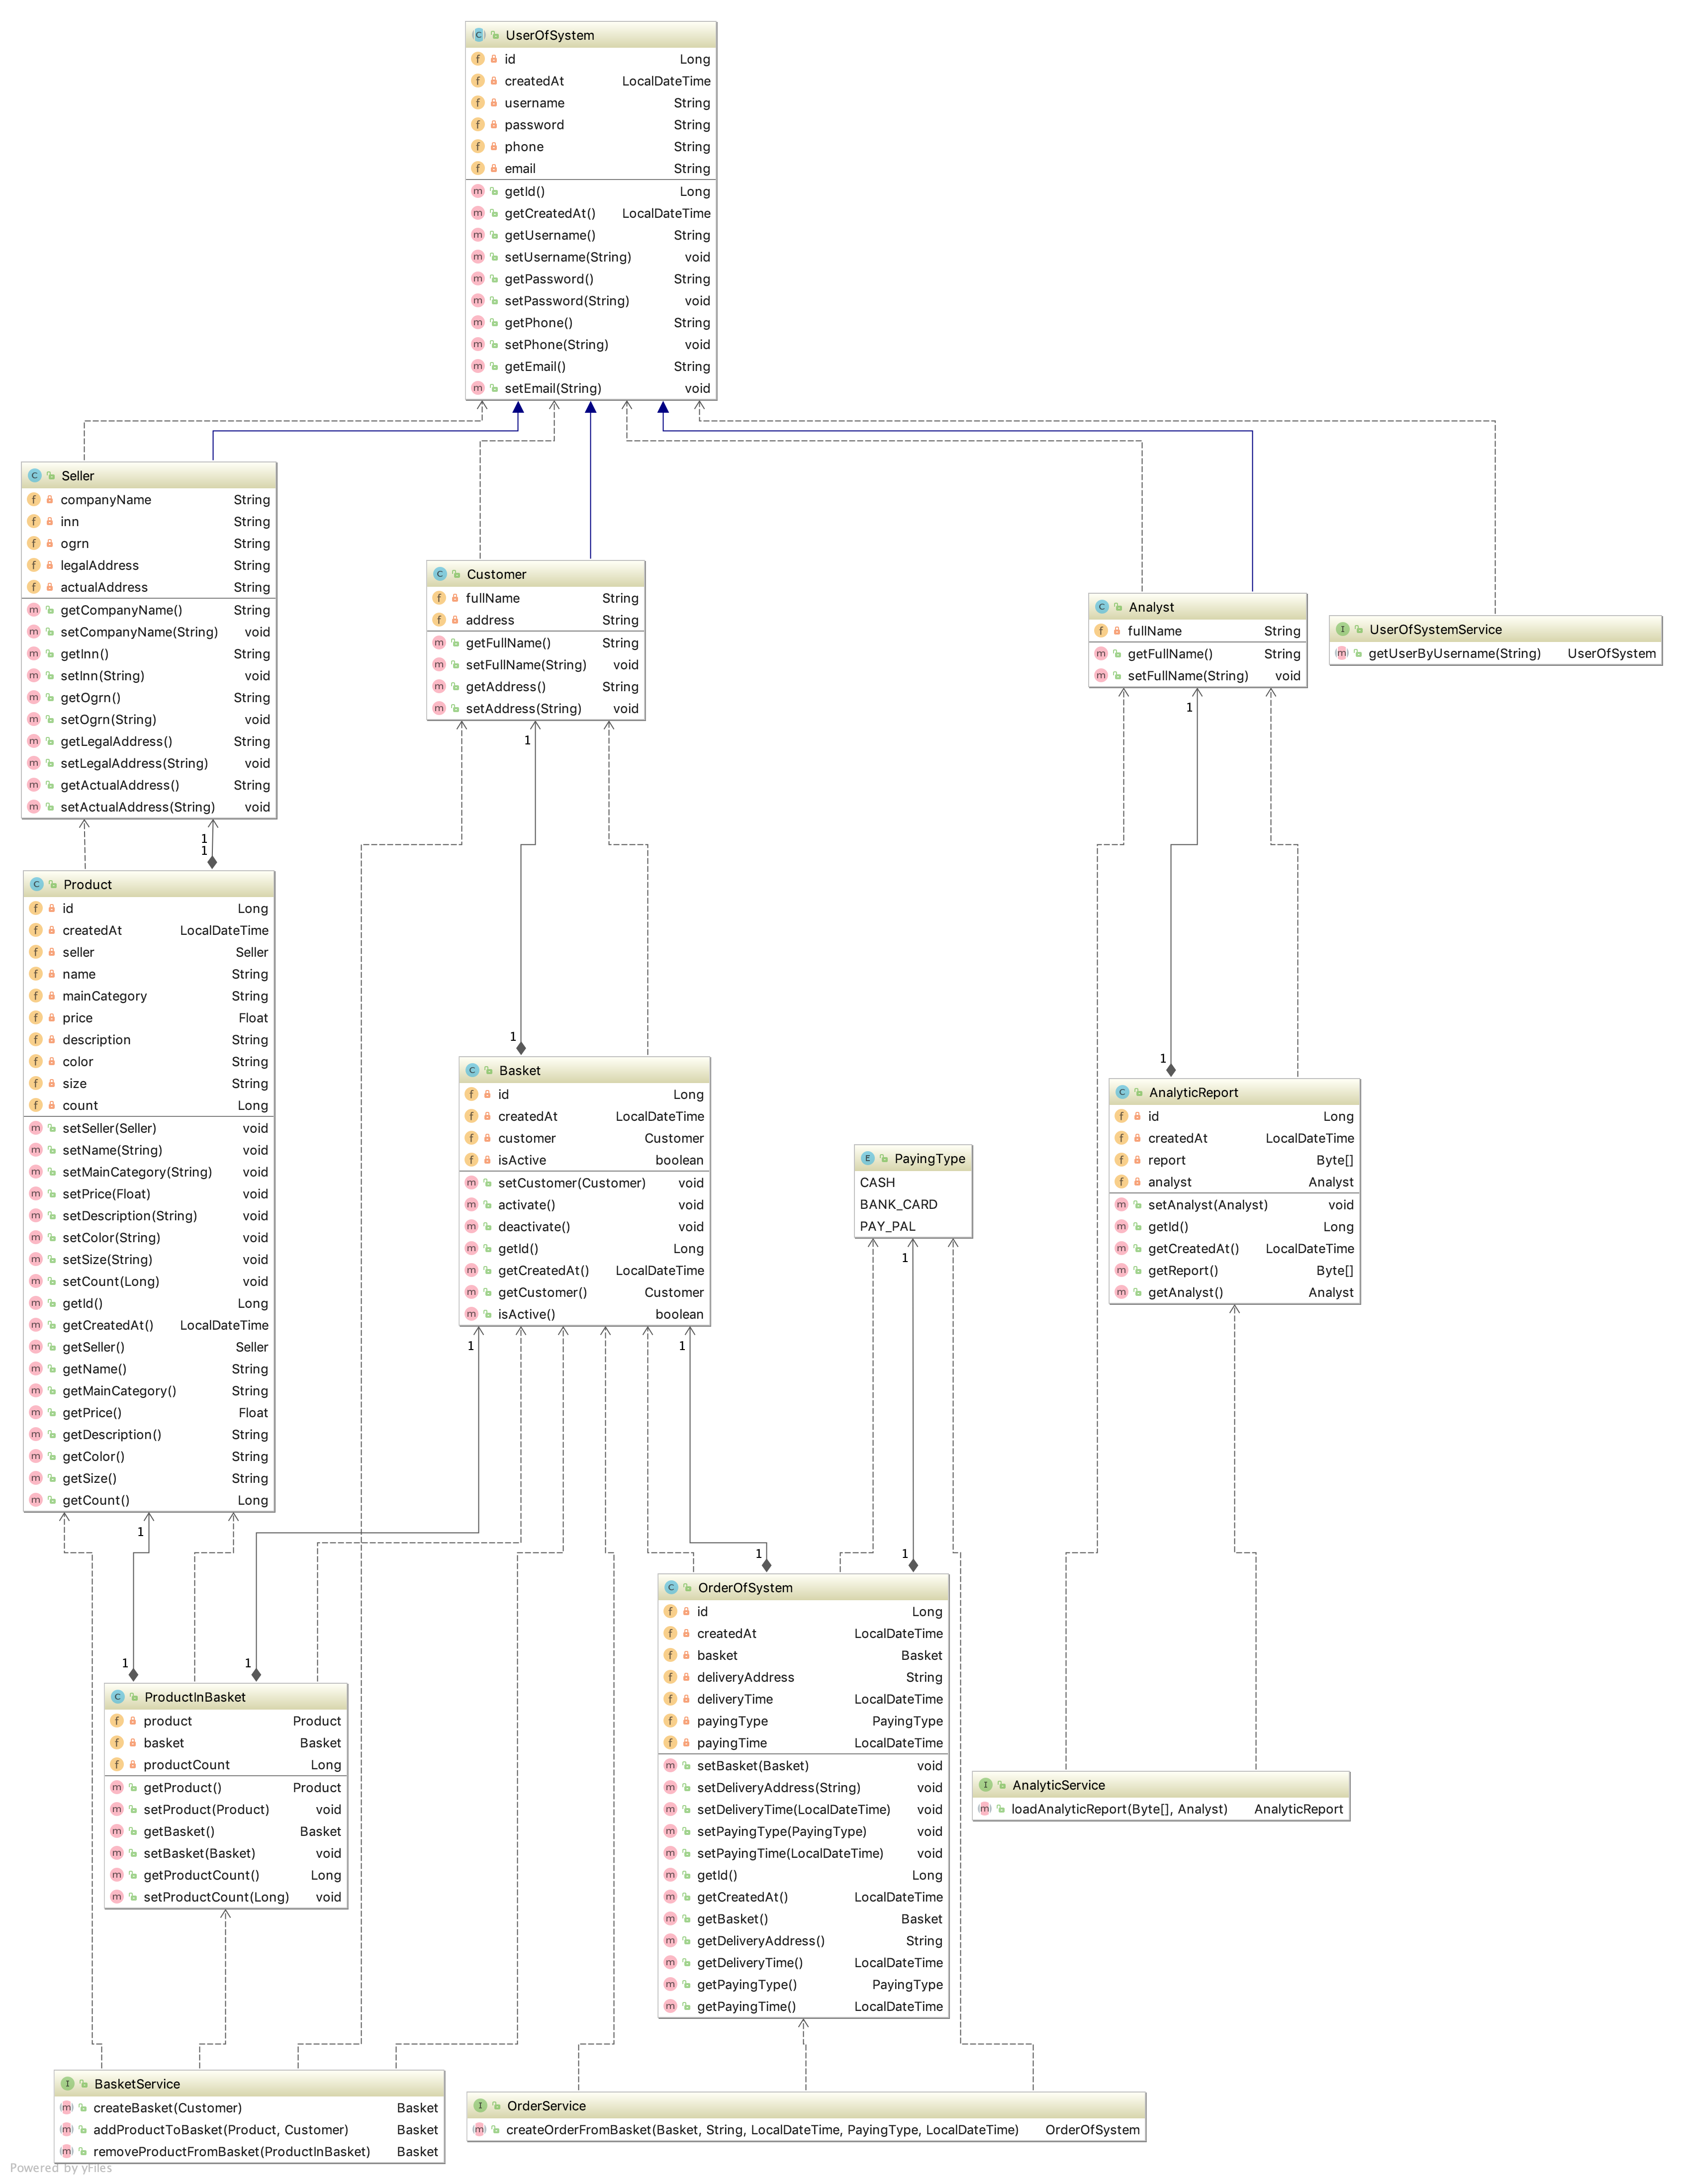 UserOfSystem
id Long
createdAt LocalDateTime
username String
password String
phone String
email String
getId() Long
getCreatedAt() LocalDateTime
getUsername() String
setUsername(String) void
getPassword() String
setPassword(String) void
getPhone() String
setPhone(String) void
getEmail() String
setEmail(String) void
Seller
companyName String
inn String
ogrn String
legalAddress String
actualAddress String
getCompanyName() String
setCompanyName(String) void
getInn() String
setInn(String) void
getOgrn() String
setOgrn(String) void
getLegalAddress() String
setLegalAddress(String) void
getActualAddress() String
setActualAddress(String) void
Customer
fullName String
address String
getFullName() String
setFullName(String) void
getAddress() String
setAddress(String) void
Analyst
fullName String
getFullName() String
setFullName(String) void
UserOfSystemService
getUserByUsername(String) UserOfSystem
1
1
1
1
Product
id Long
createdAt LocalDateTime
seller Seller
name String
mainCategory String
price Float
description String
color String
size String
count Long
setSeller(Seller) void
setName(String) void
setMainCategory(String) void
setPrice(Float) void
setDescription(String) void
setColor(String) void
setSize(String) void
setCount(Long) void
getId() Long
getCreatedAt() LocalDateTime
getSeller() Seller
getName() String
getMainCategory() String
getPrice() Float
getDescription() String
getColor() String
getSize() String
getCount() Long
1
1
Basket
id Long
createdAt LocalDateTime
customer Customer
isActive boolean
setCustomer(Customer) void
activate() void
deactivate() void
getId() Long
getCreatedAt() LocalDateTime
getCustomer() Customer
isActive() boolean
PayingType
CASH
BANK_CARD
PAY_PAL
AnalyticReport
id Long
createdAt LocalDateTime
report Byte[]
analyst Analyst
setAnalyst(Analyst) void
getId() Long
getCreatedAt() LocalDateTime
getReport() Byte[]
getAnalyst() Analyst
1
1
1
1
1
1
1
1
ProductInBasket
product Product
basket Basket
productCount Long
getProduct() Product
setProduct(Product) void
getBasket() Basket
setBasket(Basket) void
getProductCount() Long
setProductCount(Long) void
OrderOfSystem
id Long
createdAt LocalDateTime
basket Basket
deliveryAddress String
deliveryTime LocalDateTime
payingType PayingType
payingTime LocalDateTime
setBasket(Basket) void
setDeliveryAddress(String) void
setDeliveryTime(LocalDateTime) void
setPayingType(PayingType) void
setPayingTime(LocalDateTime) void
getId() Long
getCreatedAt() LocalDateTime
getBasket() Basket
getDeliveryAddress() String
getDeliveryTime() LocalDateTime
getPayingType() PayingType
getPayingTime() LocalDateTime
AnalyticService
loadAnalyticReport(Byte[], Analyst) AnalyticReport
BasketService
createBasket(Customer) Basket
addProductToBasket(Product, Customer) Basket
removeProductFromBasket(ProductInBasket) Basket
OrderService
createOrderFromBasket(Basket, String, LocalDateTime, PayingType, LocalDateTime) OrderOfSystem
Powered by yFiles